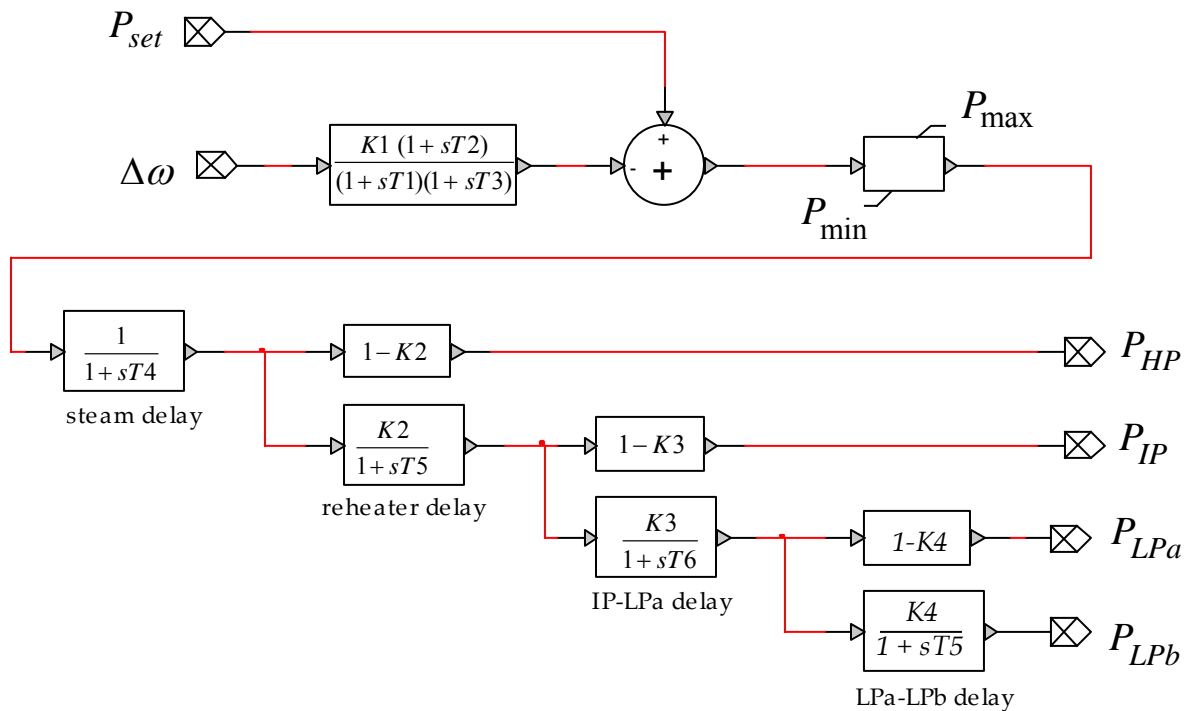 P_set
P_max
K1 (1 + sT2)
(1 + sT1)(1 + sT3)
+
+
-
Δω
P_min
1
1 + sT4
steam delay
1 − K2
P_HP
K2
1 + sT5
reheater delay
1 − K3
P_IP
K3
1 + sT6
IP-LPa delay
1-K4
P_LPa
K4
1 + sT5
LPa-LPb delay
P_LPb